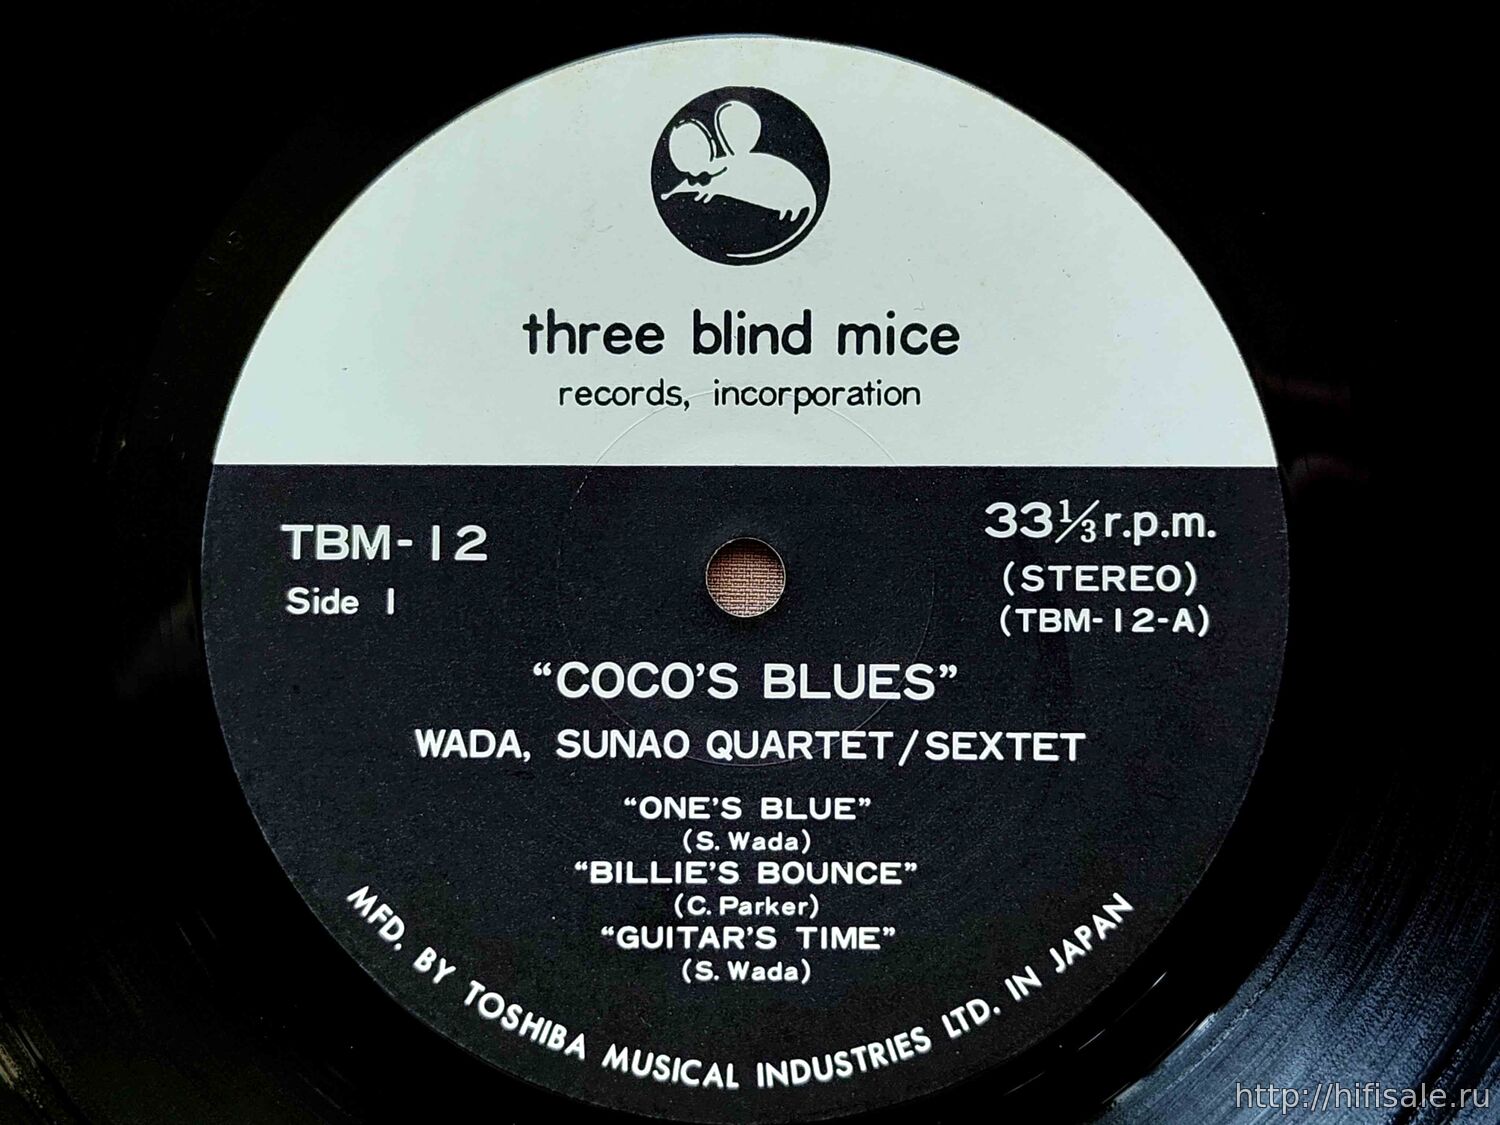 three blind mice
records, incorporation
TBM-12
Side 1
33⅓ r.p.m.
(STEREO)
(TBM-12-A)
“COCO'S BLUES”
WADA, SUNAO QUARTET/SEXTET
“ONE'S BLUE”
(S. Wada)
“BILLIE'S BOUNCE”
(C. Parker)
“GUITAR'S TIME”
(S. Wada)
MFD. BY TOSHIBA MUSICAL INDUSTRIES LTD. IN JAPAN
http://hifisale.ru